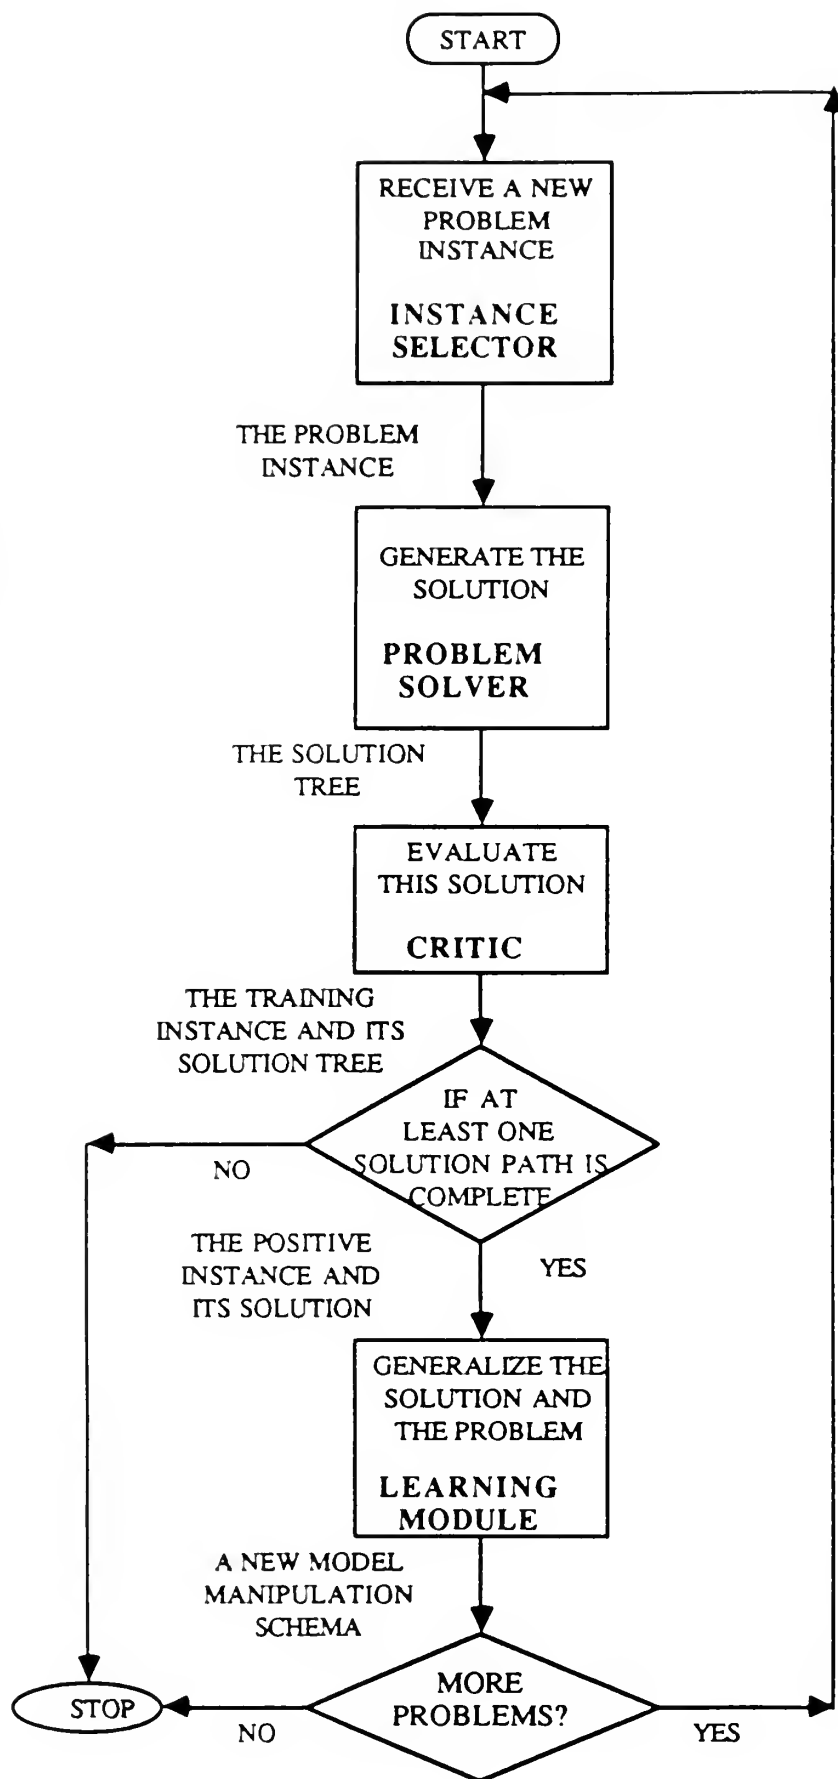 START
RECEIVE A NEW
PROBLEM
INSTANCE
INSTANCE
SELECTOR
THE PROBLEM
INSTANCE
GENERATE THE
SOLUTION
PROBLEM
SOLVER
THE SOLUTION
TREE
EVALUATE
THIS SOLUTION
CRITIC
THE TRAINING
INSTANCE AND ITS
SOLUTION TREE
IF AT
LEAST ONE
SOLUTION PATH IS
COMPLETE
NO
YES
THE POSITIVE
INSTANCE AND
ITS SOLUTION
GENERALIZE THE
SOLUTION AND
THE PROBLEM
LEARNING
MODULE
A NEW MODEL
MANIPULATION
SCHEMA
MORE
PROBLEMS?
STOP
NO
YES